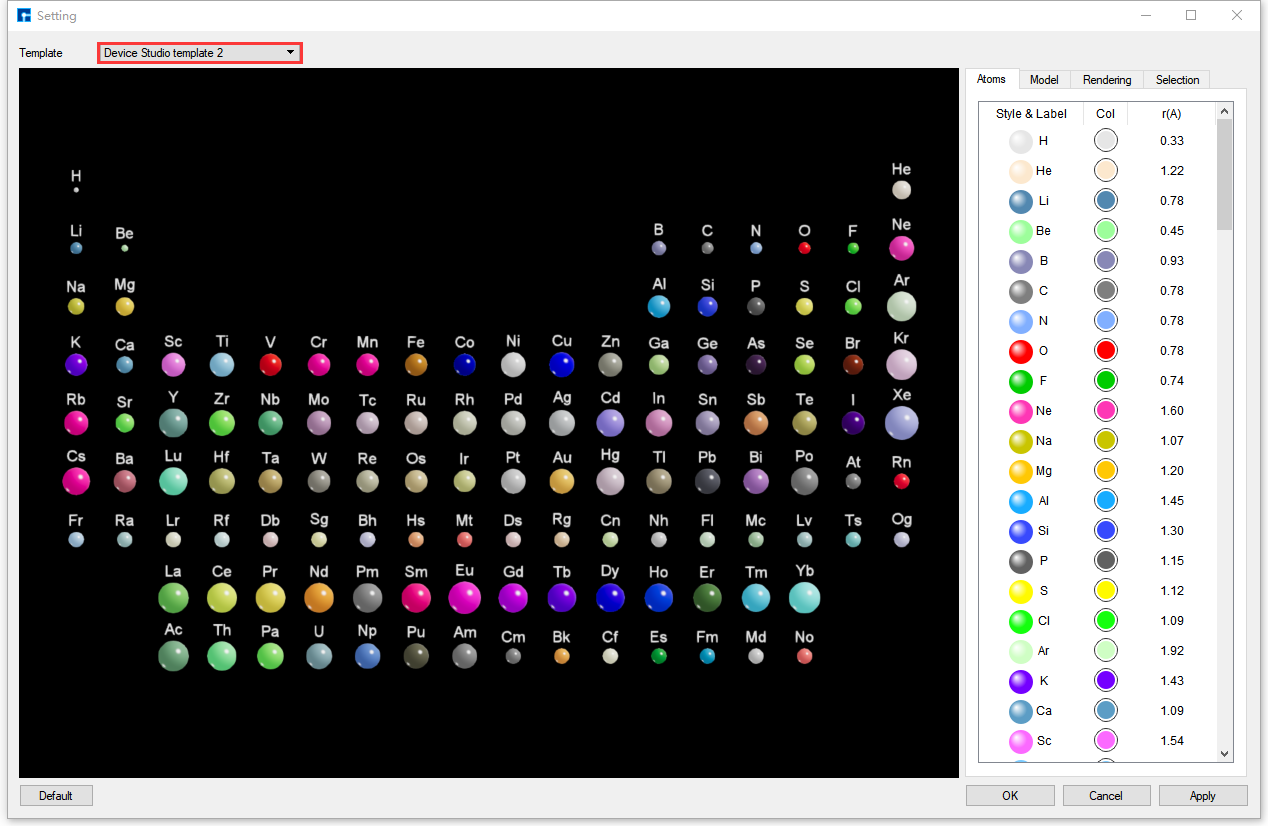 Setting
Template Device Studio template 2
Atoms Model Rendering Selection
Style & Label Col r(A)
H He
Li Be B C N O F Ne
Na Mg Al Si P S Cl Ar
K Ca Sc Ti V Cr Mn Fe Co Ni Cu Zn Ga Ge As Se Br Kr
Rb Sr Y Zr Nb Mo Tc Ru Rh Pd Ag Cd In Sn Sb Te I Xe
Cs Ba Lu Hf Ta W Re Os Ir Pt Au Hg Tl Pb Bi Po At Rn
Fr Ra Lr Rf Db Sg Bh Hs Mt Ds Rg Cn Nh Fl Mc Lv Ts Og
La Ce Pr Nd Pm Sm Eu Gd Tb Dy Ho Er Tm Yb
Ac Th Pa U Np Pu Am Cm Bk Cf Es Fm Md No
H 0.33
He 1.22
Li 0.78
Be 0.45
B 0.93
C 0.78
N 0.78
O 0.78
F 0.74
Ne 1.60
Na 1.07
Mg 1.20
Al 1.45
Si 1.30
P 1.15
S 1.12
Cl 1.09
Ar 1.92
K 1.43
Ca 1.09
Sc 1.54
Default OK Cancel Apply